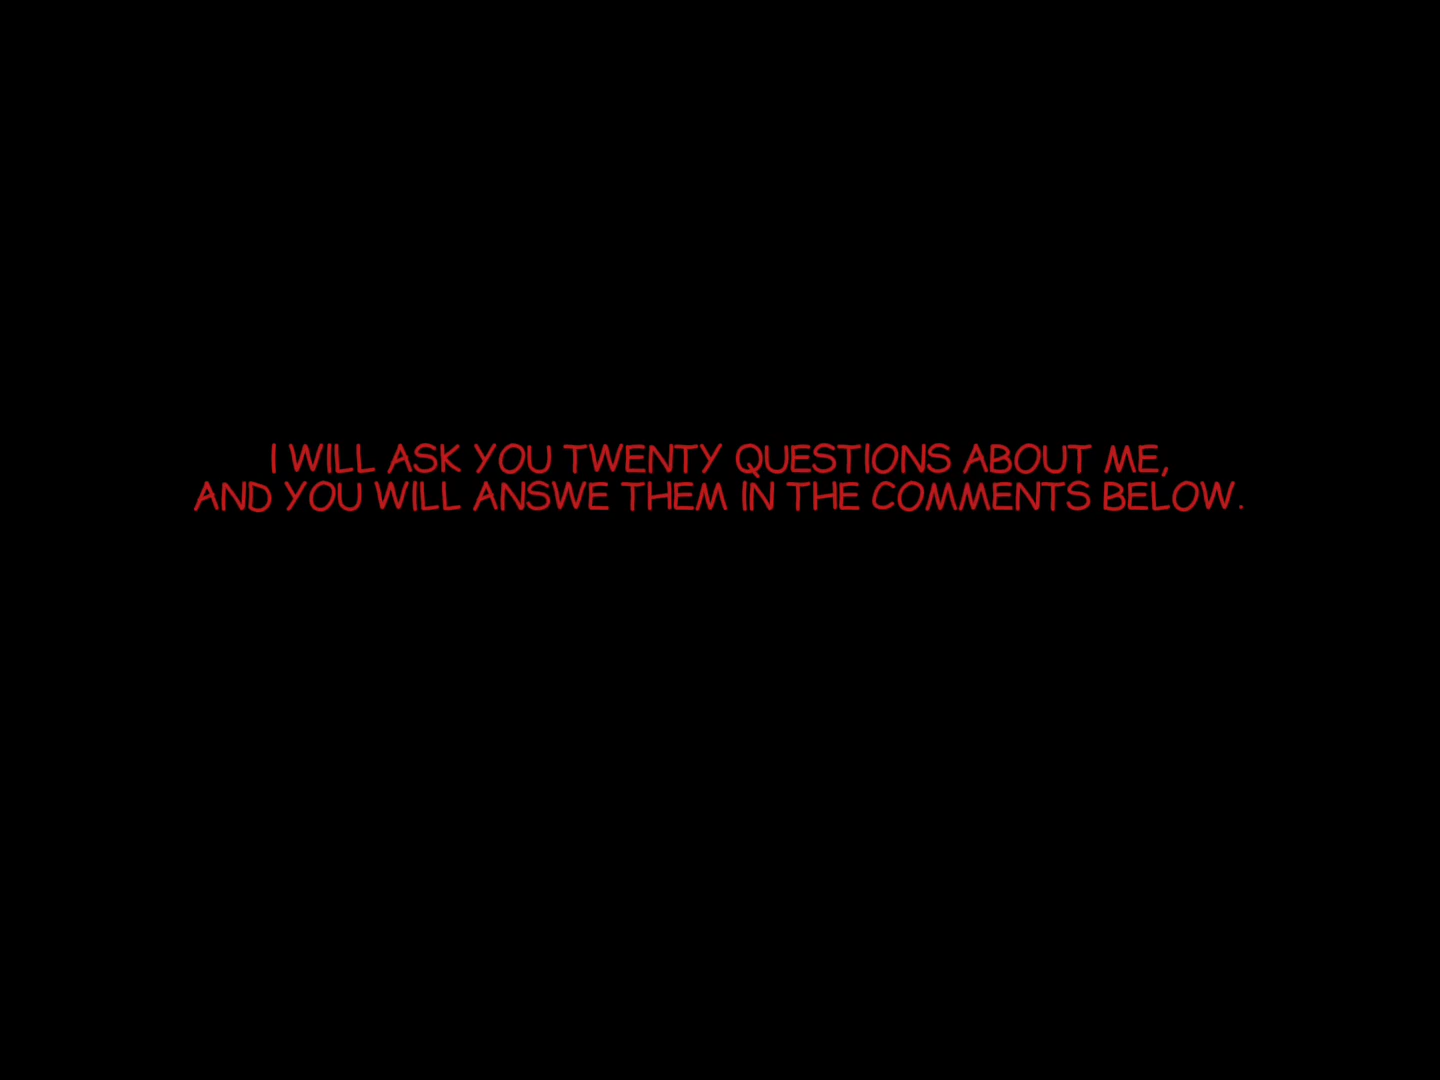 I WILL ASK YOU TWENTY QUESTIONS ABOUT ME,
AND YOU WILL ANSWE THEM IN THE COMMENTS BELOW.